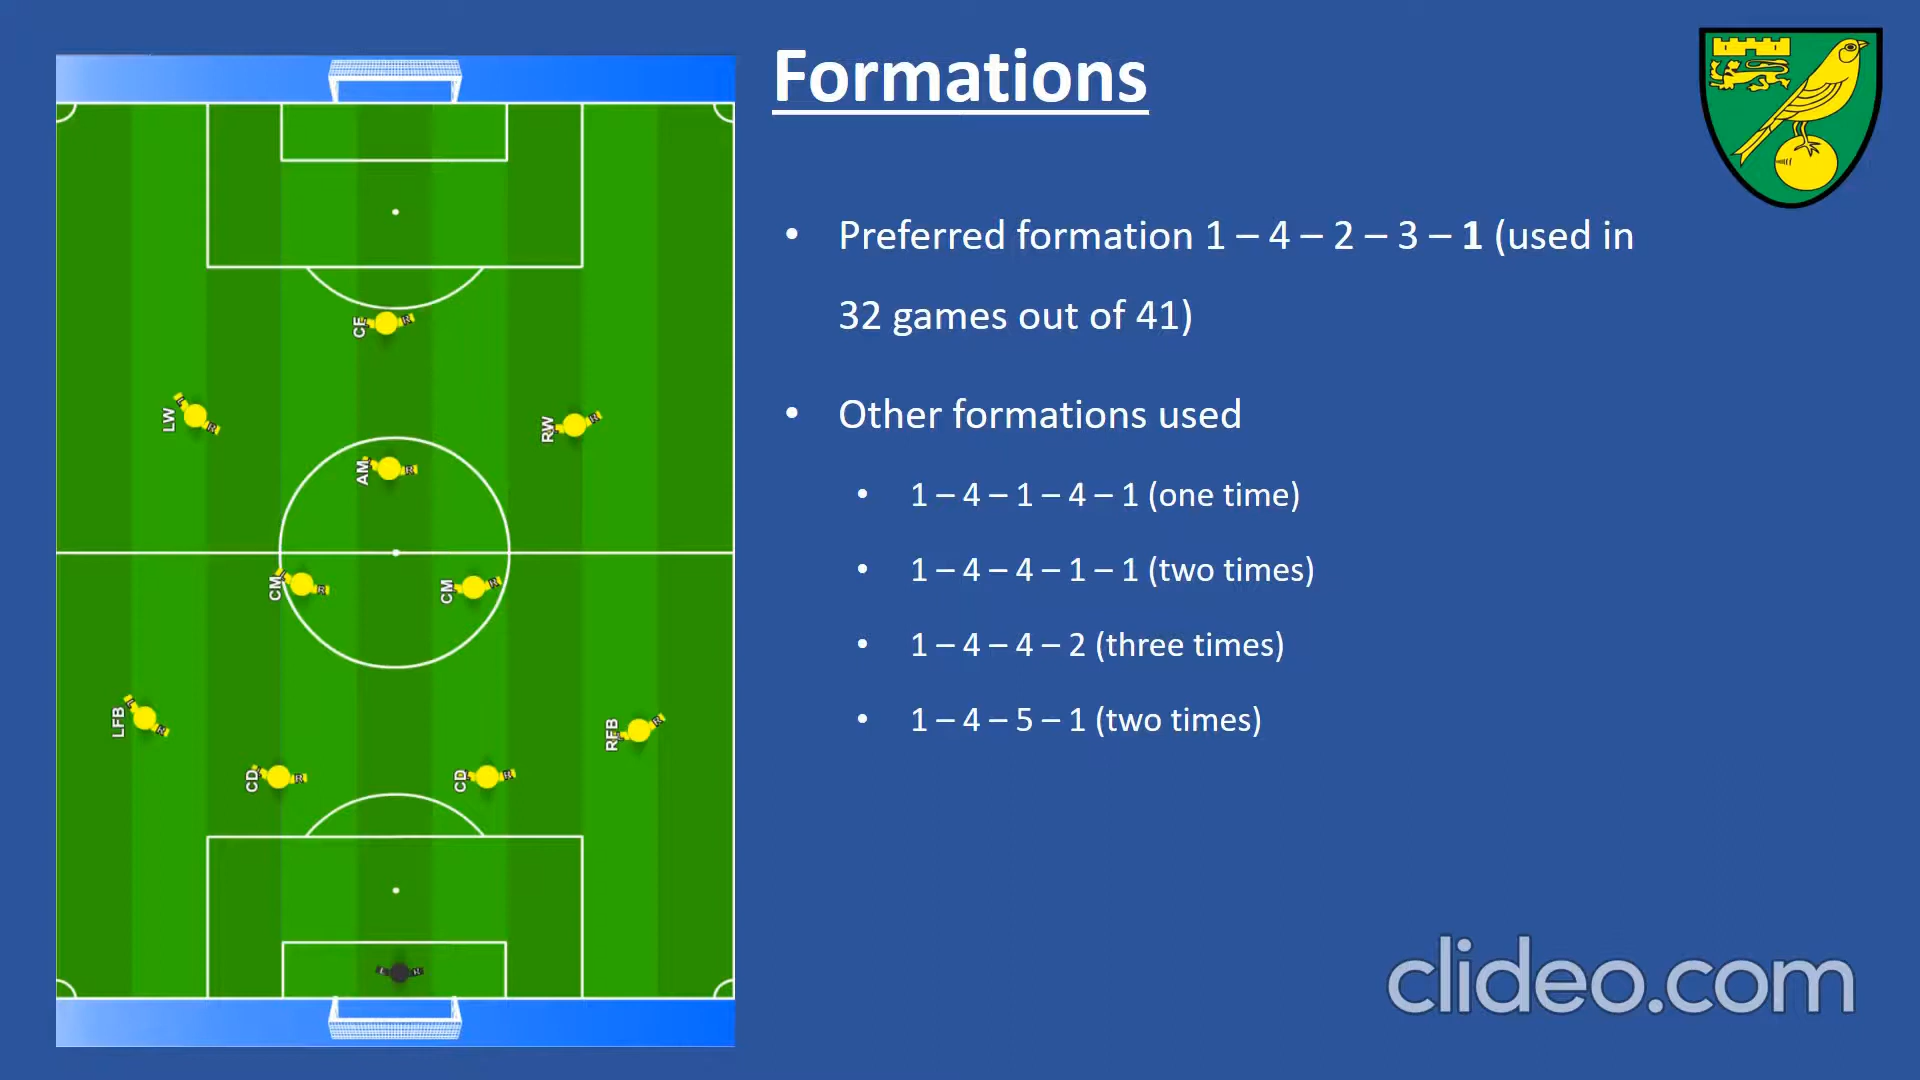 Formations
• Preferred formation 1 – 4 – 2 – 3 – 1 (used in
32 games out of 41)
• Other formations used
• 1 – 4 – 1 – 4 – 1 (one time)
• 1 – 4 – 4 – 1 – 1 (two times)
• 1 – 4 – 4 – 2 (three times)
• 1 – 4 – 5 – 1 (two times)
CF
LW
RW
AM
CM
CM
LFB
RFB
CD
CD
clideo.com